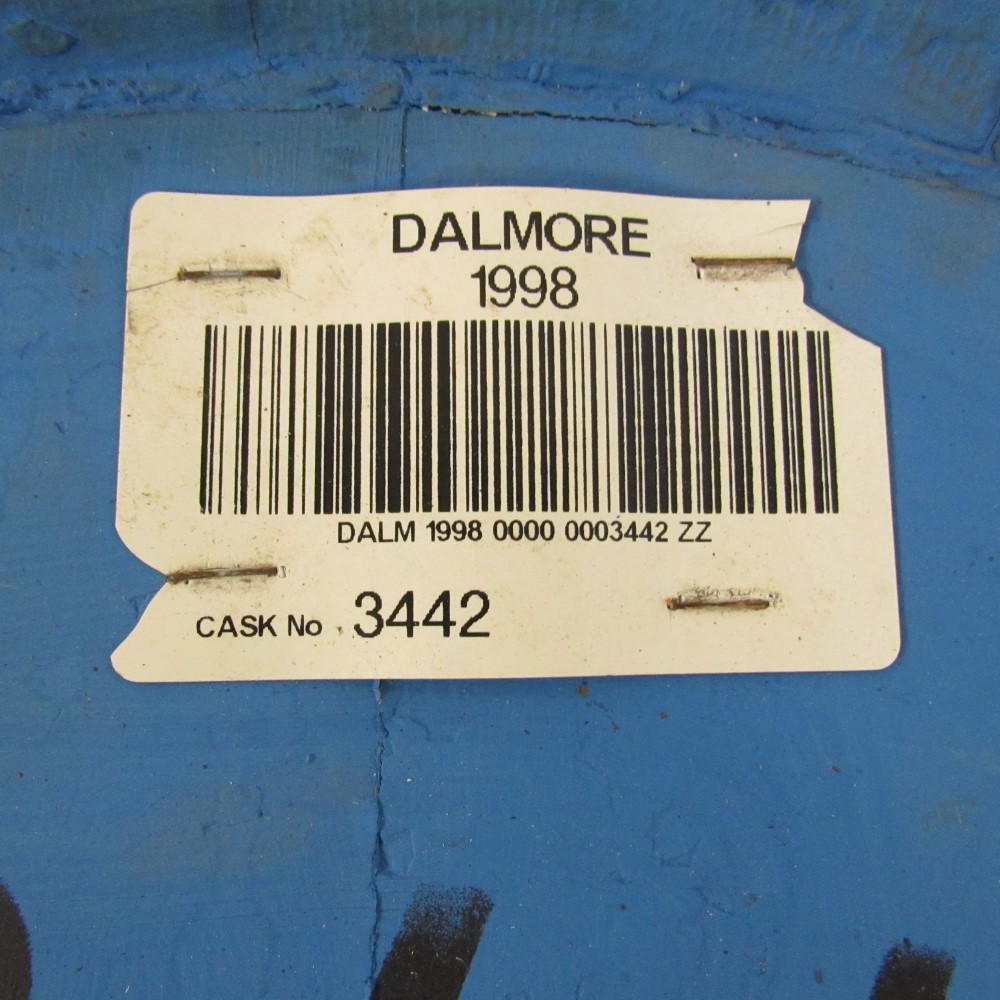 DALMORE
1998
DALM 1998 0000 0003442 ZZ
CASK No 3442